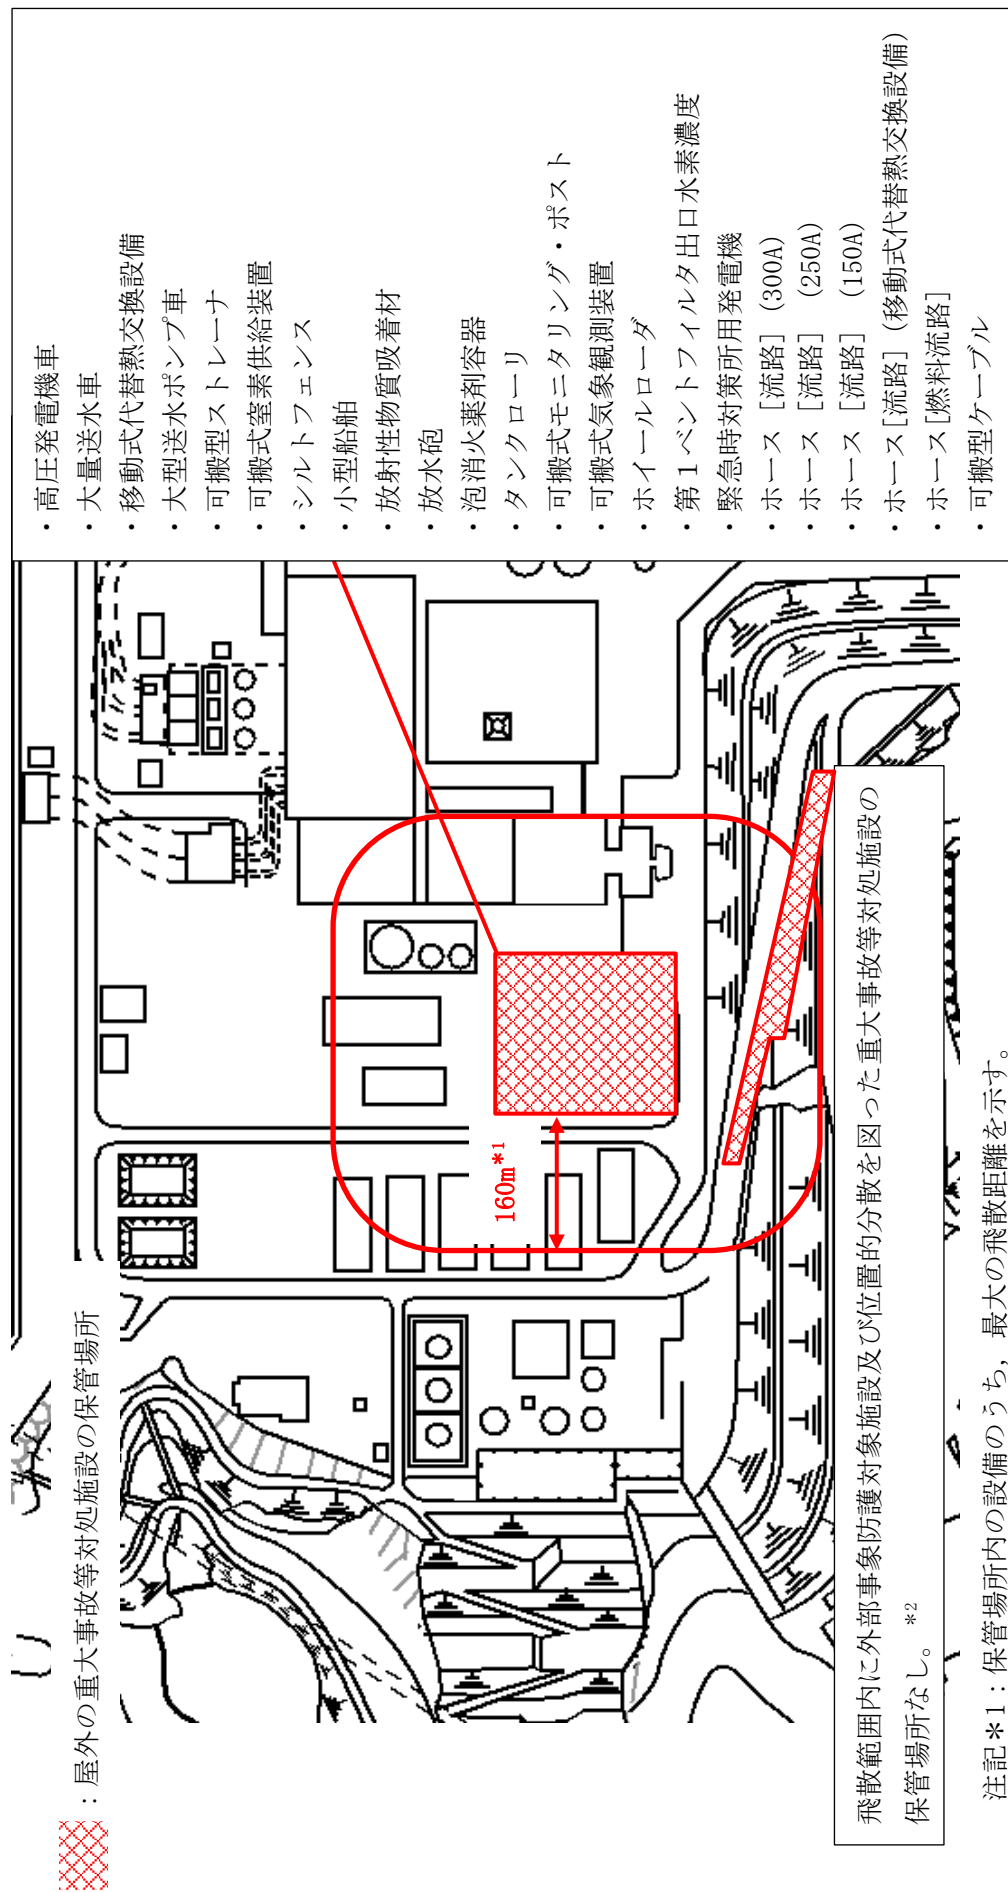 ・高圧発電機車
・大量送水車
・移動式代替熱交換設備
・大型送水ポンプ車
・可搬型ストレーナ
・可搬式窒素供給装置
・シルトフェンス
・小型船舶
・放射性物質吸着材
・放水砲
・泡消火薬剤容器
・タンクローリ
・可搬式モニタリング・ポスト
・可搬式気象観測装置
・ホイールローダ
・第１ベントフィルタ出口水素濃度
・緊急時対策所用発電機
・ホース [流路] (300A)
・ホース [流路] (250A)
・ホース [流路] (150A)
・ホース[流路] (移動式代替熱交換設備)
・ホース[燃料流路]
・可搬型ケーブル
：屋外の重大事故等対処施設の保管場所
160m*1
飛散範囲内に外部事象防護対象施設及び位置的分散を図った重大事故等対処施設の
保管場所なし。*2
注記＊1：保管場所内の設備のうち，最大の飛散距離を示す。